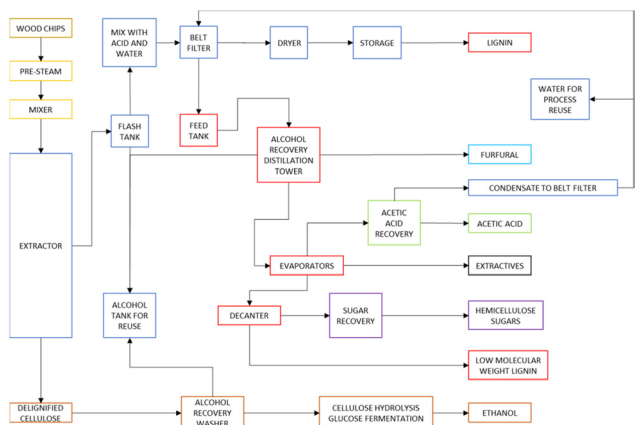 WOOD CHIPS
PRE-STEAM
MIXER
EXTRACTOR
DELIGNIFIED
CELLULOSE
MIX WITH
ACID AND
WATER
FLASH
TANK
ALCOHOL
TANK FOR
REUSE
BELT
FILTER
FEED
TANK
DRYER
STORAGE
LIGNIN
WATER FOR
PROCESS
REUSE
ALCOHOL
RECOVERY
DISTILLATION
TOWER
FURFURAL
CONDENSATE TO BELT FILTER
ACETIC
ACID
RECOVERY
ACETIC ACID
EVAPORATORS
EXTRACTIVES
DECANTER
SUGAR
RECOVERY
HEMICELLULOSE
SUGARS
LOW MOLECULAR
WEIGHT LIGNIN
ALCOHOL
RECOVERY
WASHER
CELLULOSE HYDROLYSIS
GLUCOSE FERMENTATION
ETHANOL